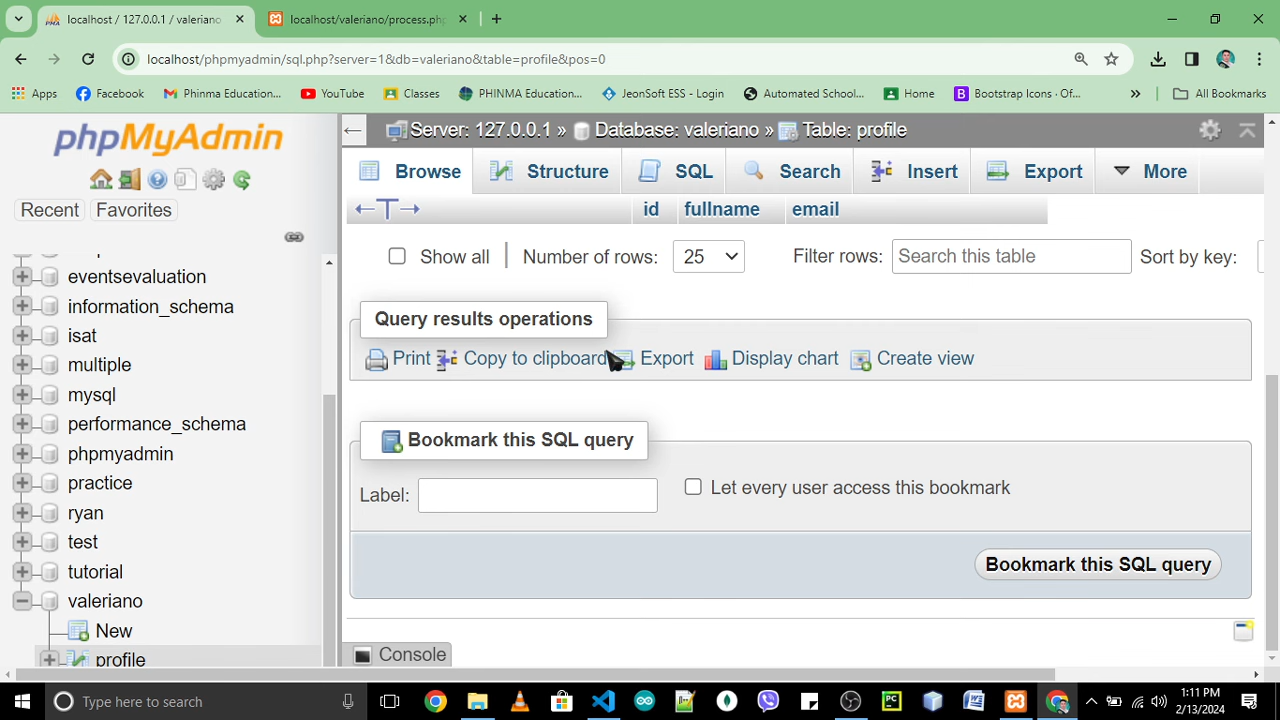 localhost / 127.0.0.1 / valeriano
localhost/valeriano/process.php
localhost/phpmyadmin/sql.php?server=1&db=valeriano&table=profile&pos=0
Apps Facebook Phinma Education... YouTube Classes PHINMA Education... JeonSoft ESS - Login Automated School... Home Bootstrap Icons · Of... » All Bookmarks
phpMyAdmin
Recent Favorites
eventsevaluation
information_schema
isat
multiple
mysql
performance_schema
phpmyadmin
practice
ryan
test
tutorial
valeriano
New
profile
Server: 127.0.0.1 » Database: valeriano » Table: profile
Browse Structure SQL Search Insert Export More
←T→ id fullname email
Show all Number of rows: 25 Filter rows: Search this table Sort by key:
Query results operations
Print Copy to clipboard Export Display chart Create view
Bookmark this SQL query
Label: Let every user access this bookmark
Bookmark this SQL query
Console
Type here to search
1:11 PM
2/13/2024